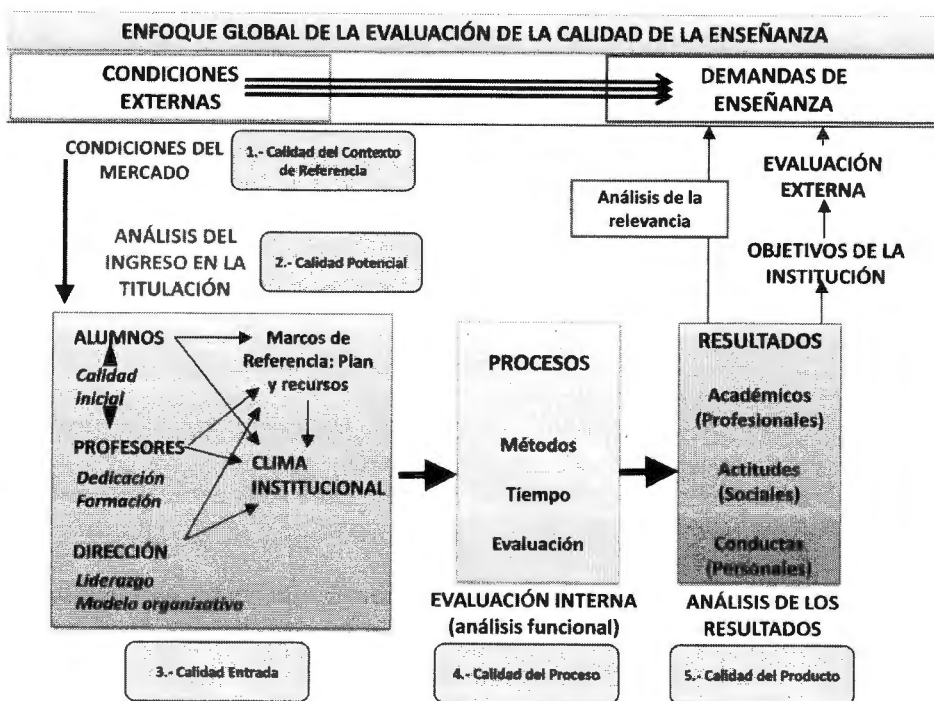 ENFOQUE GLOBAL DE LA EVALUACIÓN DE LA CALIDAD DE LA ENSEÑANZA
CONDICIONES
EXTERNAS
DEMANDAS DE
ENSEÑANZA
CONDICIONES DEL
MERCADO
1.- Calidad del Contexto
de Referencia
Análisis de la
relevancia
EVALUACIÓN
EXTERNA
ANÁLISIS DEL
INGRESO EN LA
TITULACIÓN
2.- Calidad Potencial
OBJETIVOS DE LA
INSTITUCIÓN
ALUMNOS
Calidad
inicial
PROFESORES
Dedicación
Formación
DIRECCIÓN
Liderazgo
Modelo organizativo
Marcos de
Referencia: Plan
y recursos
CLIMA
INSTITUCIONAL
PROCESOS
Métodos
Tiempo
Evaluación
RESULTADOS
Académicos
(Profesionales)
Actitudes
(Sociales)
Conductas
(Personales)
EVALUACIÓN INTERNA
(análisis funcional)
ANÁLISIS DE LOS
RESULTADOS
3.- Calidad Entrada
4.- Calidad del Proceso
5.- Calidad del Producto